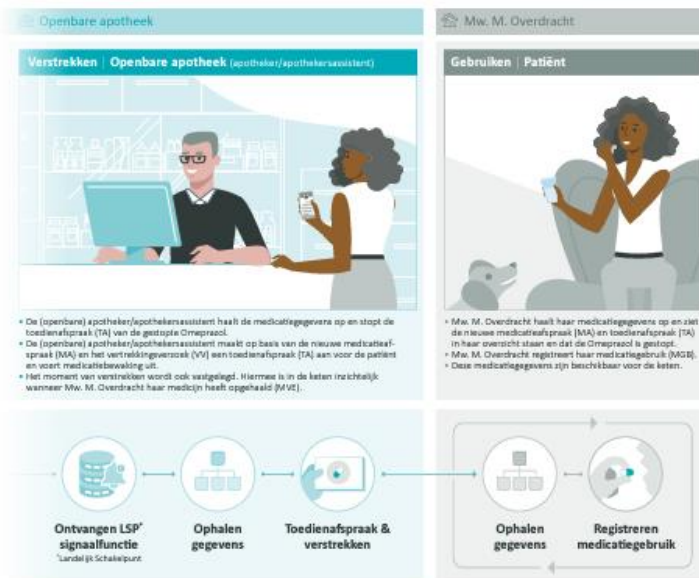 Openbare apotheek
Verstrekken | Openbare apotheek (apotheker/apothekersassistent)
• De (openbare) apotheker/apothekersassistent haalt de medicatiegegevens op en stopt de
toedienafspraak (TA) van de gestopte Omeprazol.
• De (openbare) apotheker/apothekersassistent maakt op basis van de nieuwe medicatieaf-
spraak (MA) en het vertrekkingsverzoek (VV) een toedienafspraak (TA) aan voor de patiënt
en voert medicatiebewaking uit.
• Het moment van verstrekken wordt ook vastgelegd. Hiermee is in de keten inzichtelijk
wanneer Mw. M. Overdracht haar medicijn heeft opgehaald (MVE).
Mw. M. Overdracht
Gebruiken | Patiënt
• Mw. M. Overdracht haalt haar medicatiegegevens op en ziet
de nieuwe medicatieafspraak (MA) en toedienafspraak (TA)
in haar overzicht staan en dat de Omeprazol is gestopt.
• Mw. M. Overdracht registreert haar medicatiegebruik (MGB).
• Deze medicatiegegevens zijn beschikbaar voor de keten.
Ontvangen LSP*
signaalfunctie
*Landelijk Schakelpunt
Ophalen
gegevens
Toedienafspraak &
verstrekken
Ophalen
gegevens
Registreren
medicatiegebruik